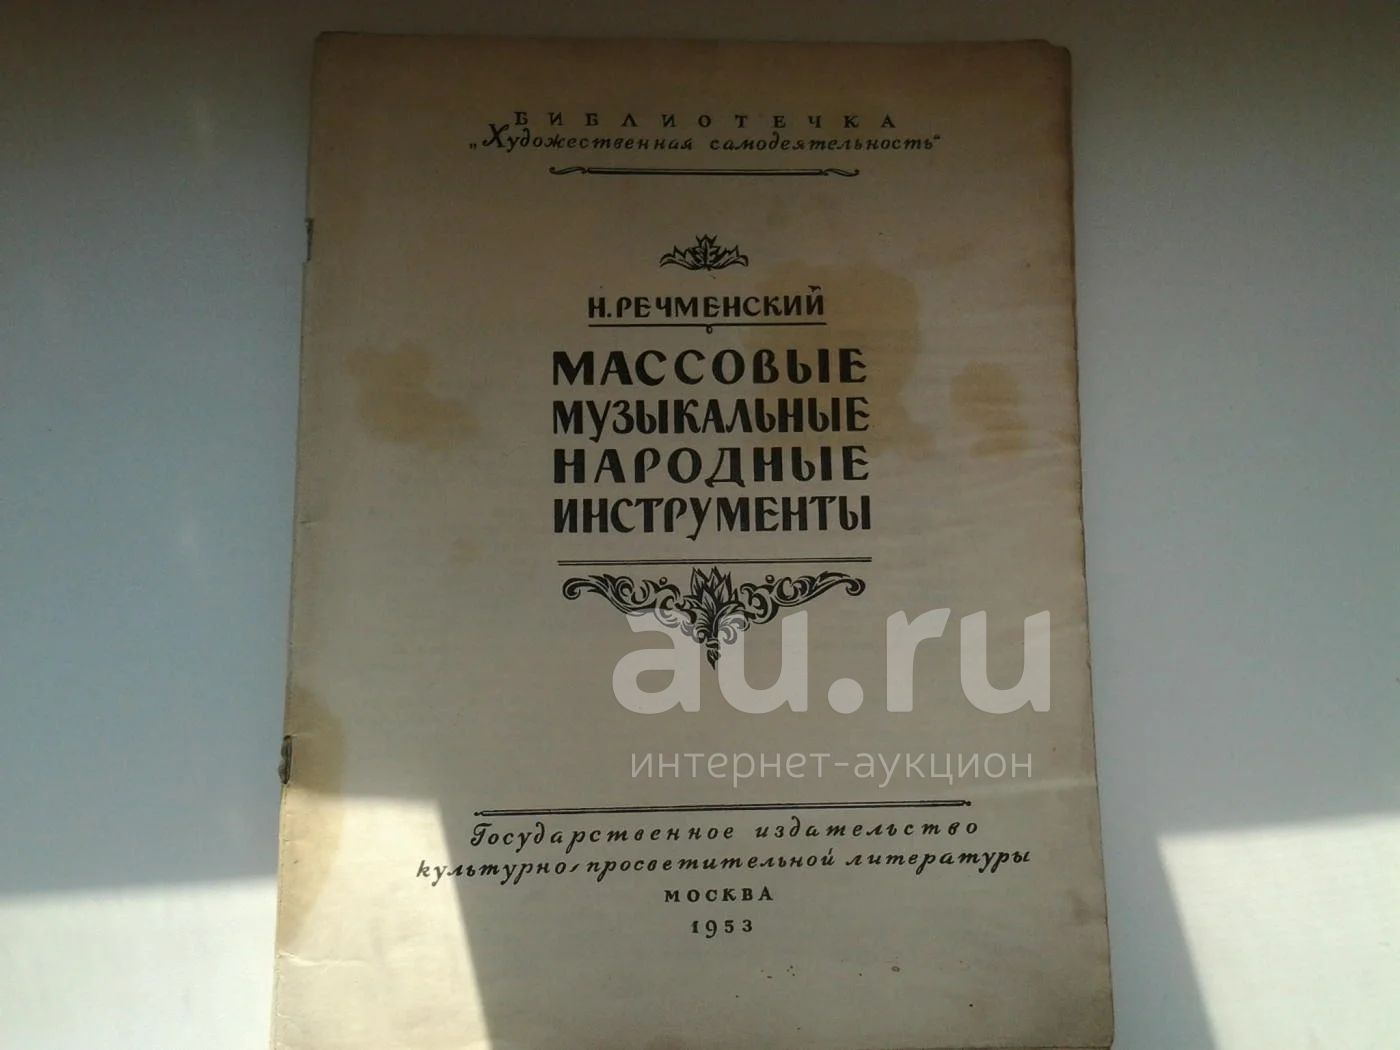 БИБЛИОТЕЧКА
„Художественная самодеятельность“
Н. РЕЧМЕНСКИЙ
МАССОВЫЕ
МУЗЫКАЛЬНЫЕ
НАРОДНЫЕ
ИНСТРУМЕНТЫ
au.ru
интернет-аукцион
Государственное издательство
культурно-просветительной литературы
МОСКВА
1953